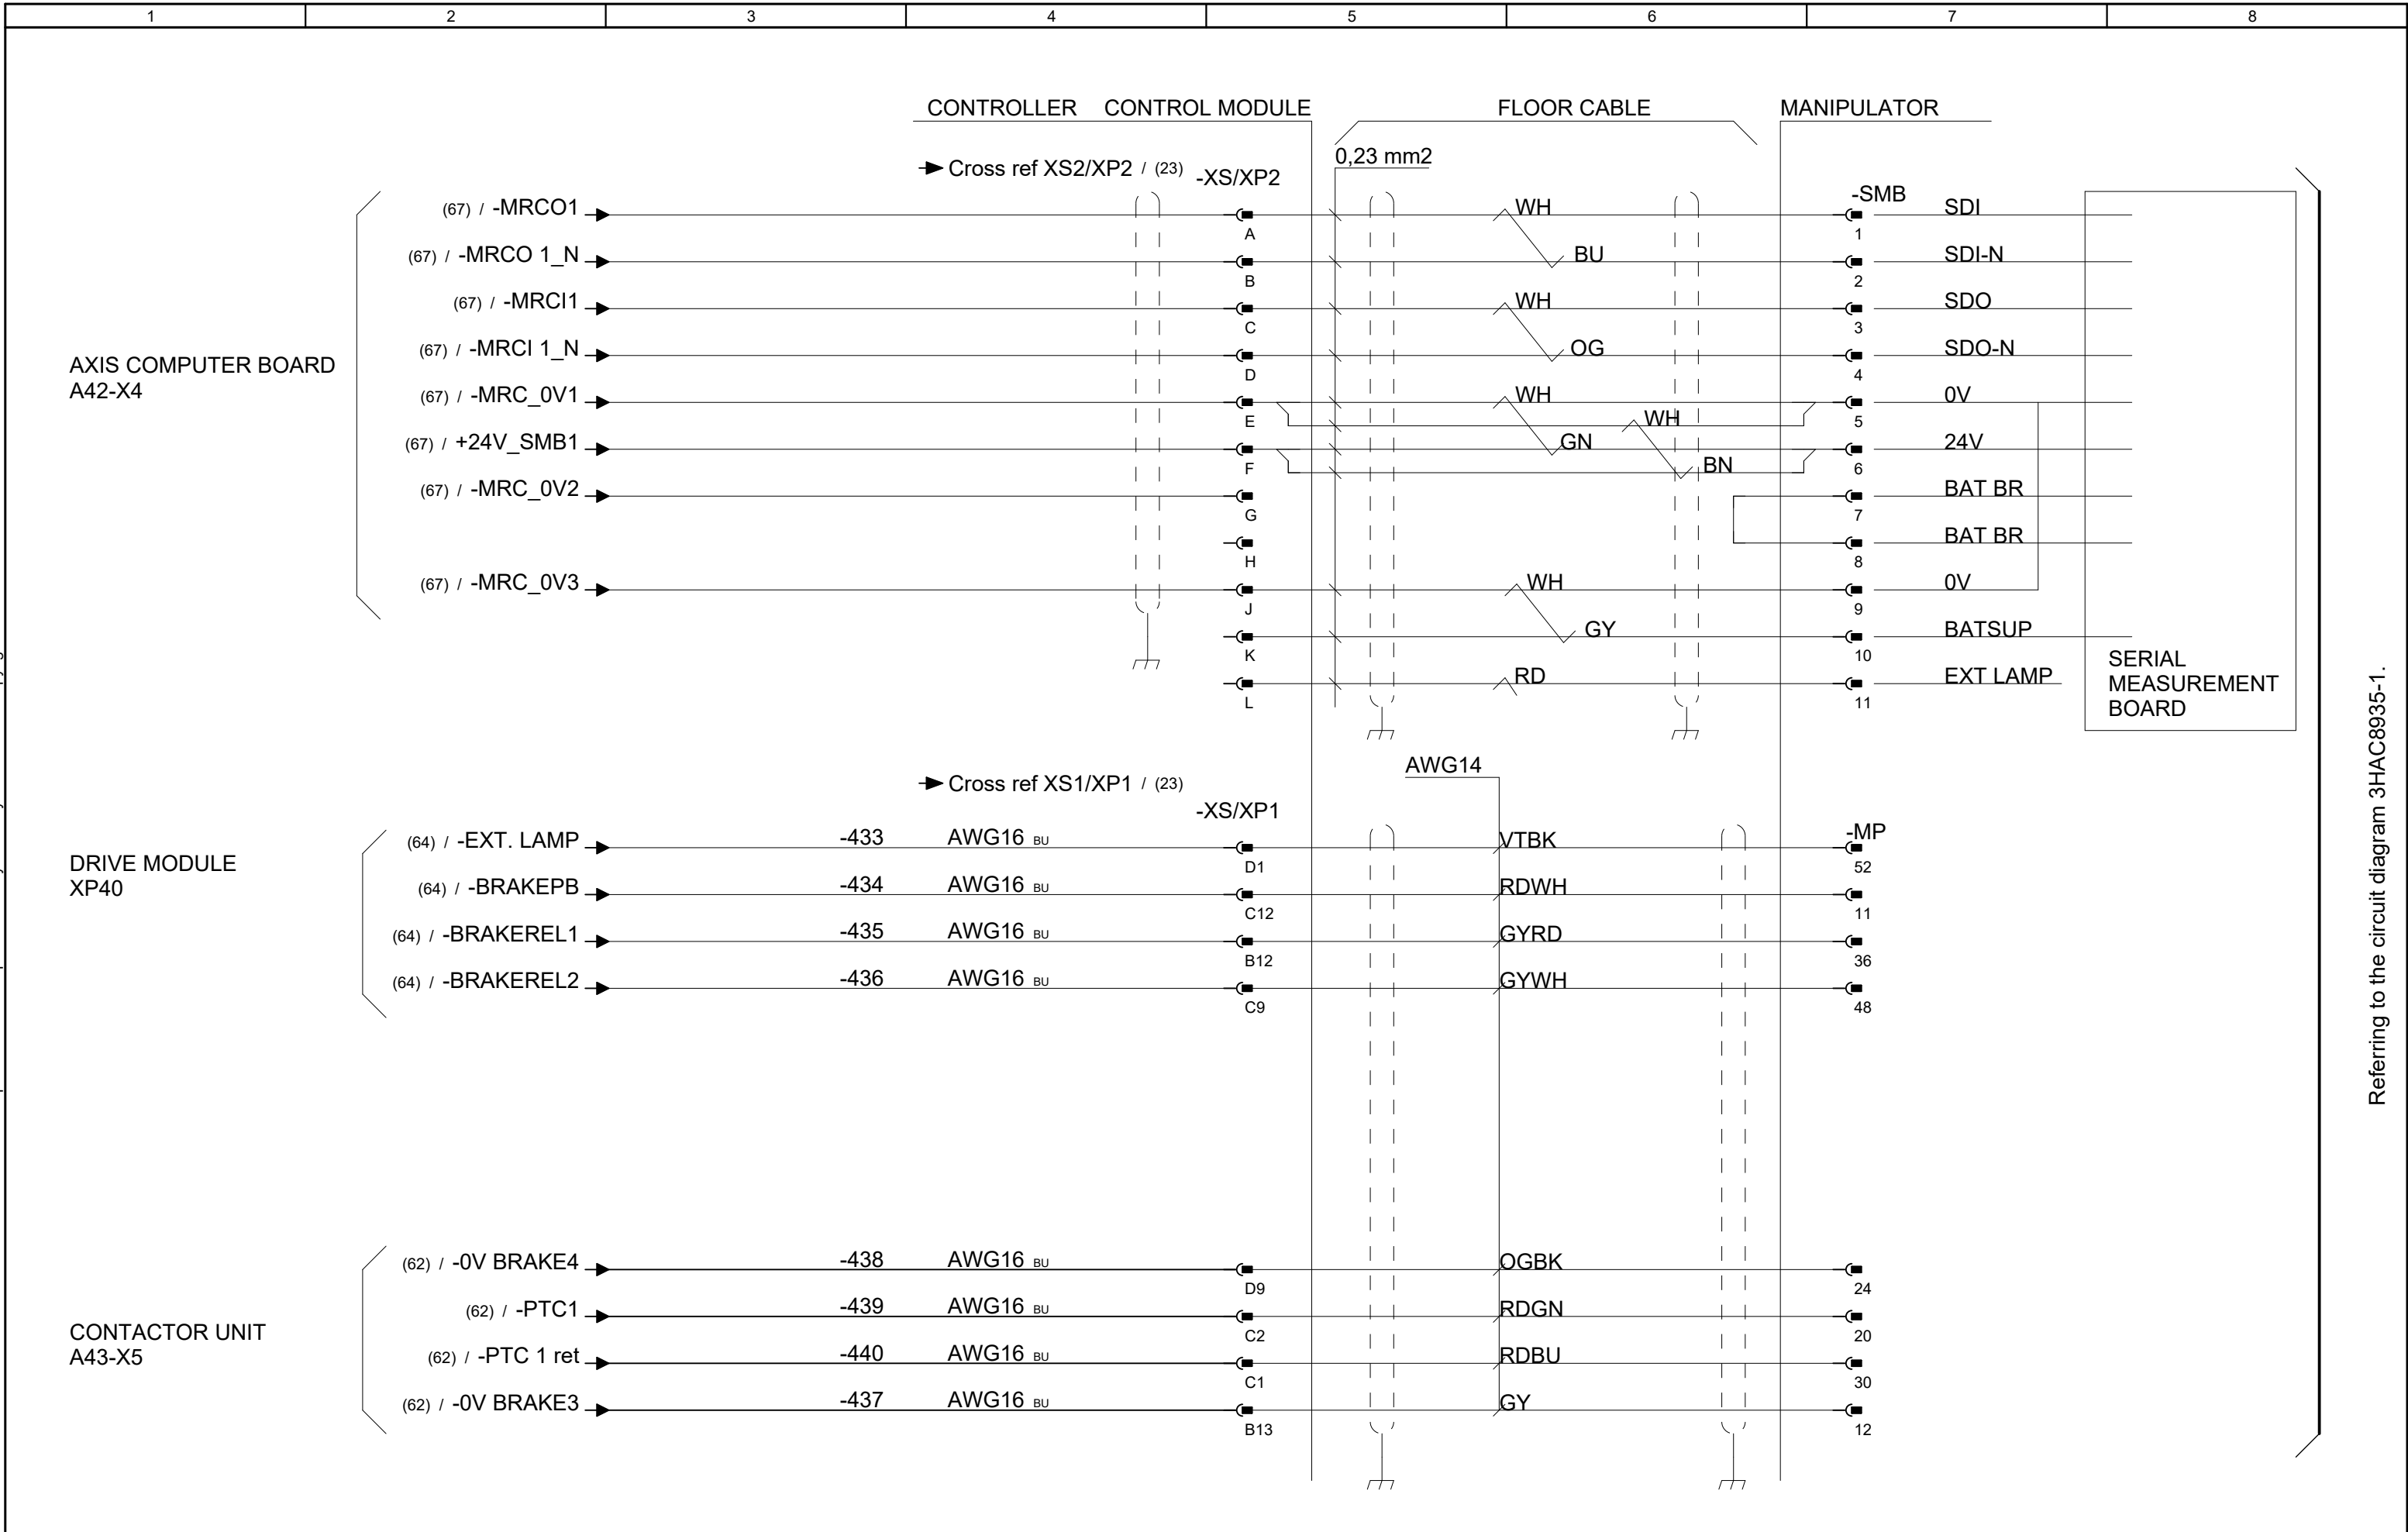 1 2 3 4 5 6 7 8
CONTROLLER CONTROL MODULE FLOOR CABLE MANIPULATOR
Cross ref XS2/XP2 / (23) -XS/XP2 0,23 mm2
(67) / -MRCO1 A WH -SMB 1 SDI
(67) / -MRCO 1_N B BU 2 SDI-N
(67) / -MRCI1 C WH 3 SDO
(67) / -MRCI 1_N D OG 4 SDO-N
AXIS COMPUTER BOARD
A42-X4
(67) / -MRC_0V1 E WH 5 0V
WH
(67) / +24V_SMB1 F GN 6 24V
BN
(67) / -MRC_0V2 G 7 BAT BR
H 8 BAT BR
(67) / -MRC_0V3 J WH 9 0V
K GY 10 BATSUP
L RD 11 EXT LAMP
SERIAL
MEASUREMENT
BOARD
Cross ref XS1/XP1 / (23) -XS/XP1 AWG14
DRIVE MODULE
XP40
(64) / -EXT. LAMP -433 AWG16 BU D1 VTBK -MP 52
(64) / -BRAKEPB -434 AWG16 BU C12 RDWH 11
(64) / -BRAKEREL1 -435 AWG16 BU B12 GYRD 36
(64) / -BRAKEREL2 -436 AWG16 BU C9 GYWH 48
CONTACTOR UNIT
A43-X5
(62) / -0V BRAKE4 -438 AWG16 BU D9 OGBK 24
(62) / -PTC1 -439 AWG16 BU C2 RDGN 20
(62) / -PTC 1 ret -440 AWG16 BU C1 RDBU 30
(62) / -0V BRAKE3 -437 AWG16 BU B13 GY 12
Referring to the circuit diagram 3HAC8935-1.